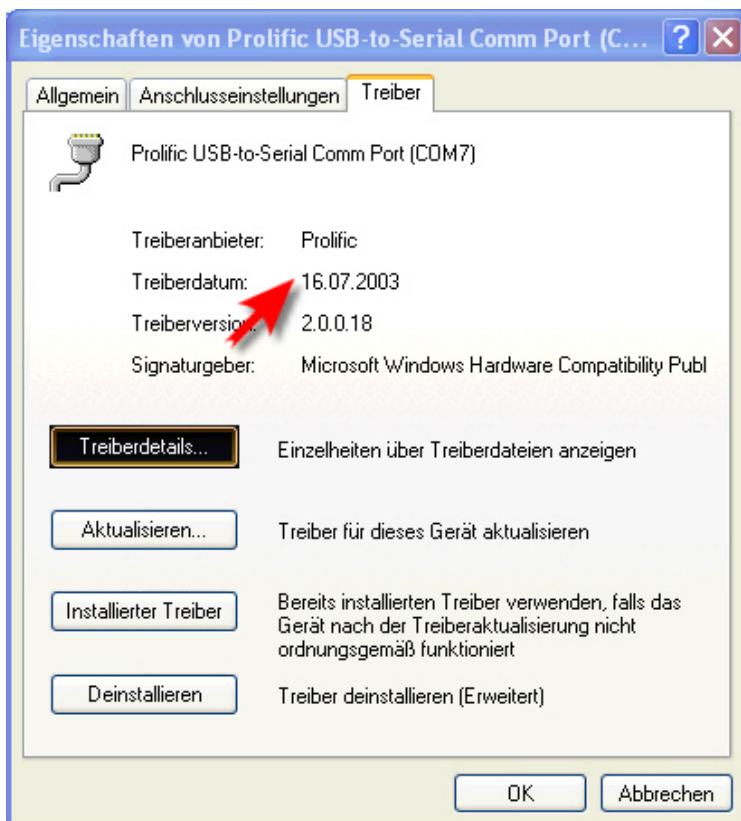 Eigenschaften von Prolific USB-to-Serial Comm Port (C... ?
Allgemein Anschlusseinstellungen Treiber
Prolific USB-to-Serial Comm Port (COM7)
Treiberanbieter: Prolific
Treiberdatum: 16.07.2003
Treiberversion: 2.0.0.18
Signaturgeber: Microsoft Windows Hardware Compatibility Publ
Treiberdetails... Einzelheiten über Treiberdateien anzeigen
Aktualisieren... Treiber für dieses Gerät aktualisieren
Installierter Treiber Bereits installierten Treiber verwenden, falls das
Gerät nach der Treiberaktualisierung nicht
ordnungsgemäß funktioniert
Deinstallieren Treiber deinstallieren (Erweitert)
OK Abbrechen